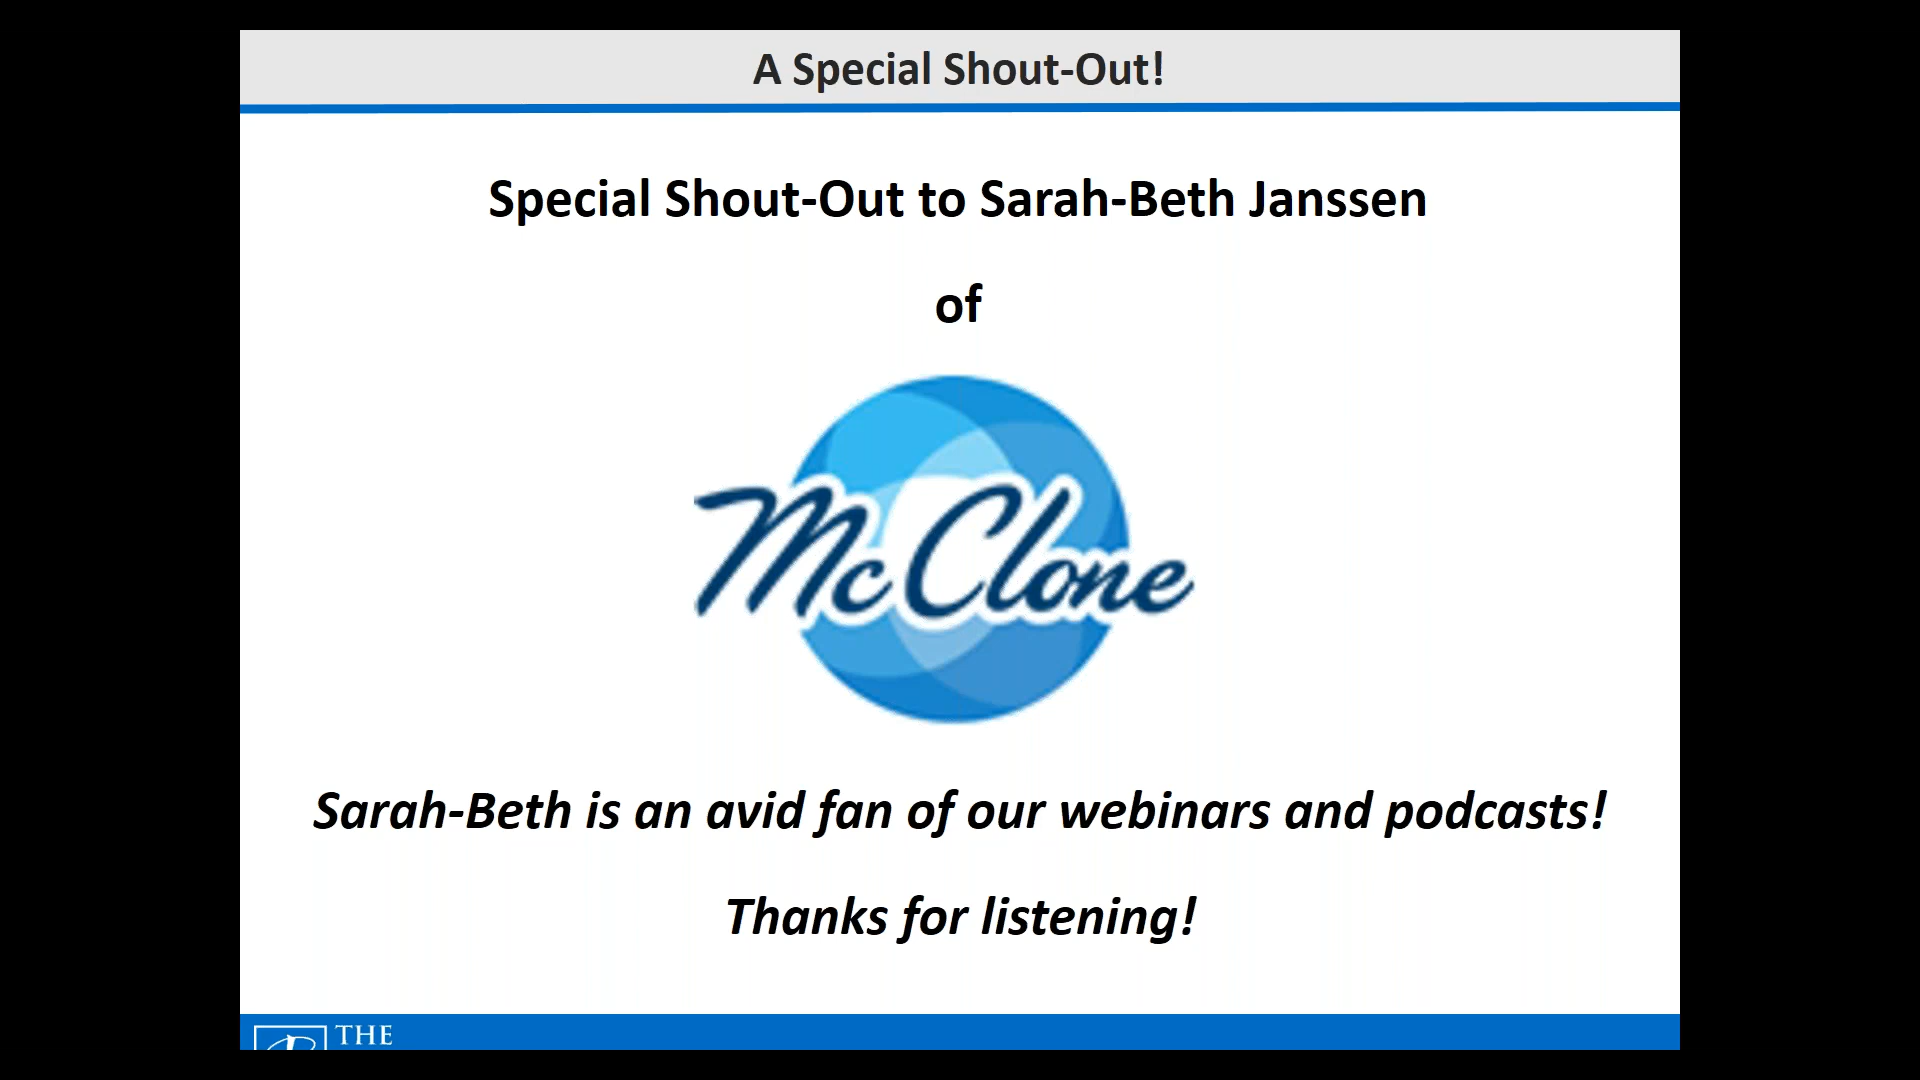 A Special Shout-Out!
Special Shout-Out to Sarah-Beth Janssen
of
McClone
Sarah-Beth is an avid fan of our webinars and podcasts!
Thanks for listening!
THE